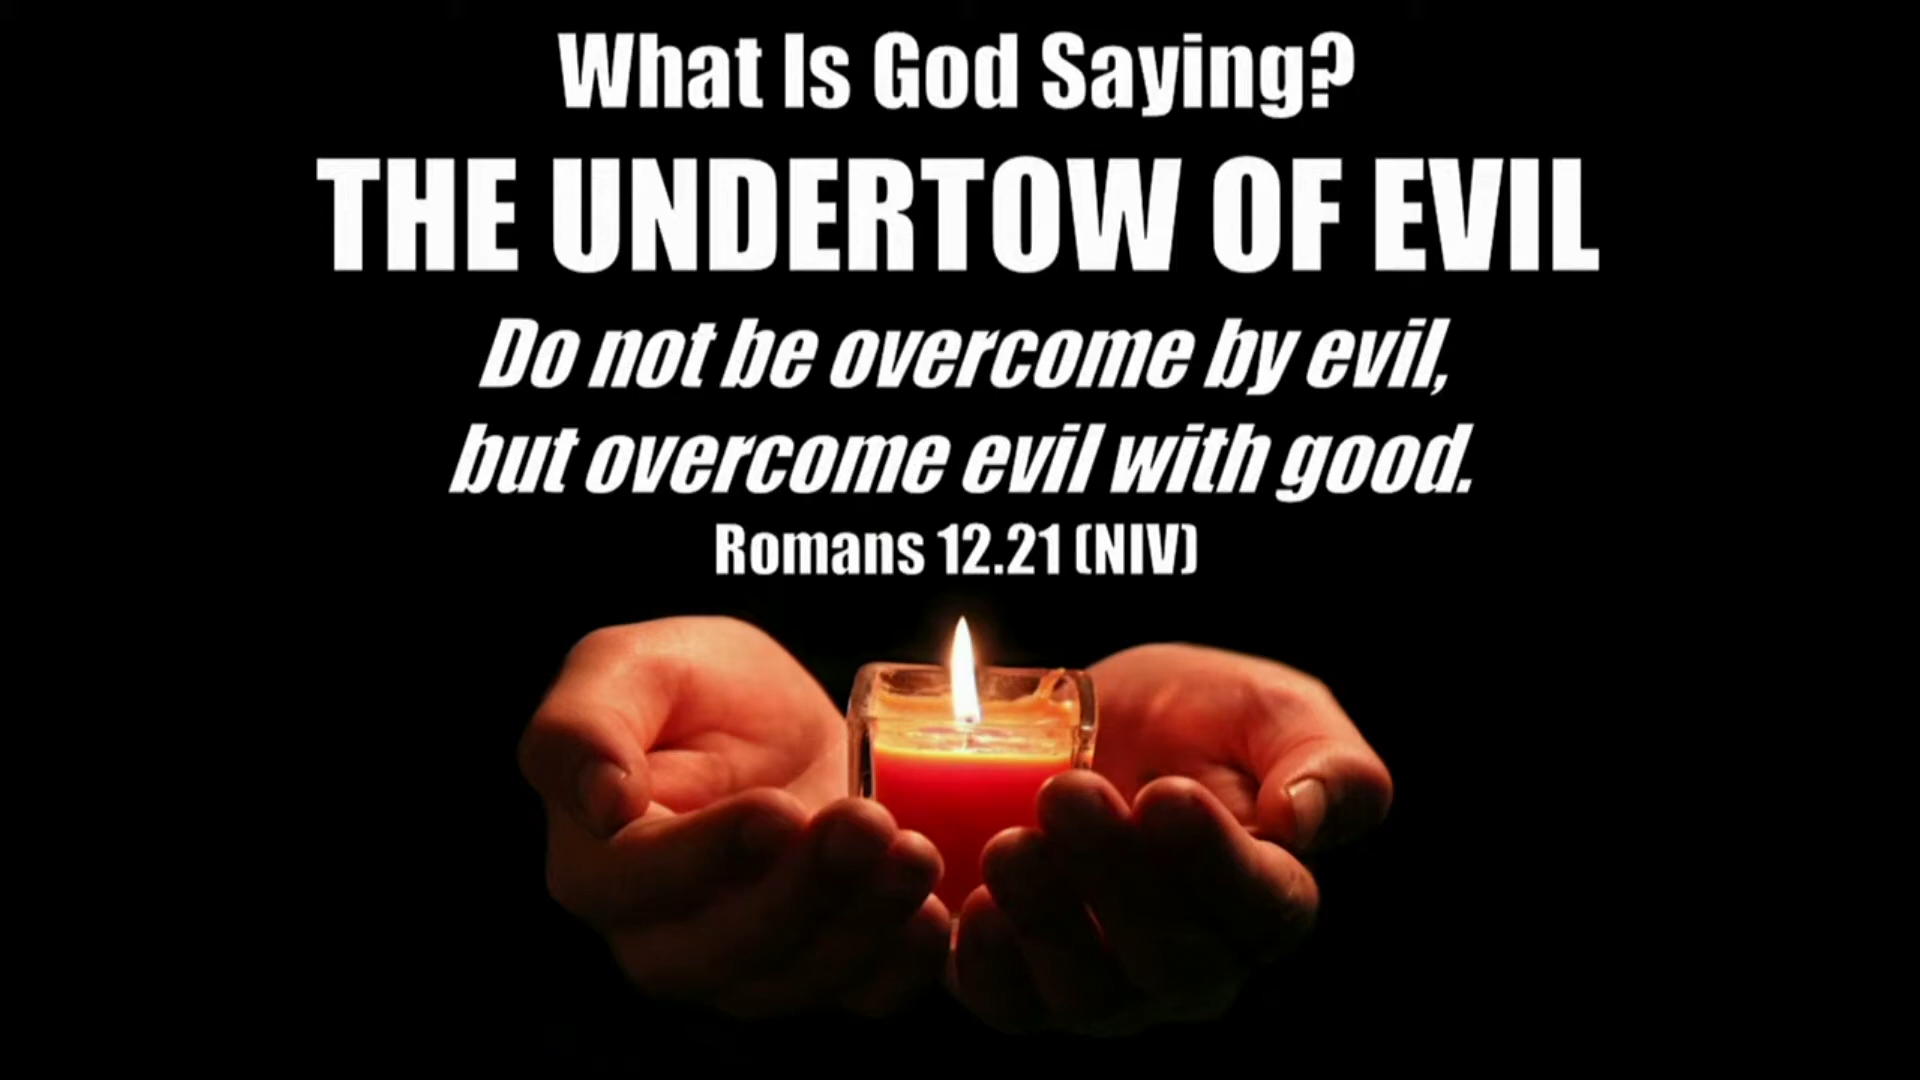 What Is God Saying?
THE UNDERTOW OF EVIL
Do not be overcome by evil,
but overcome evil with good.
Romans 12.21 (NIV)